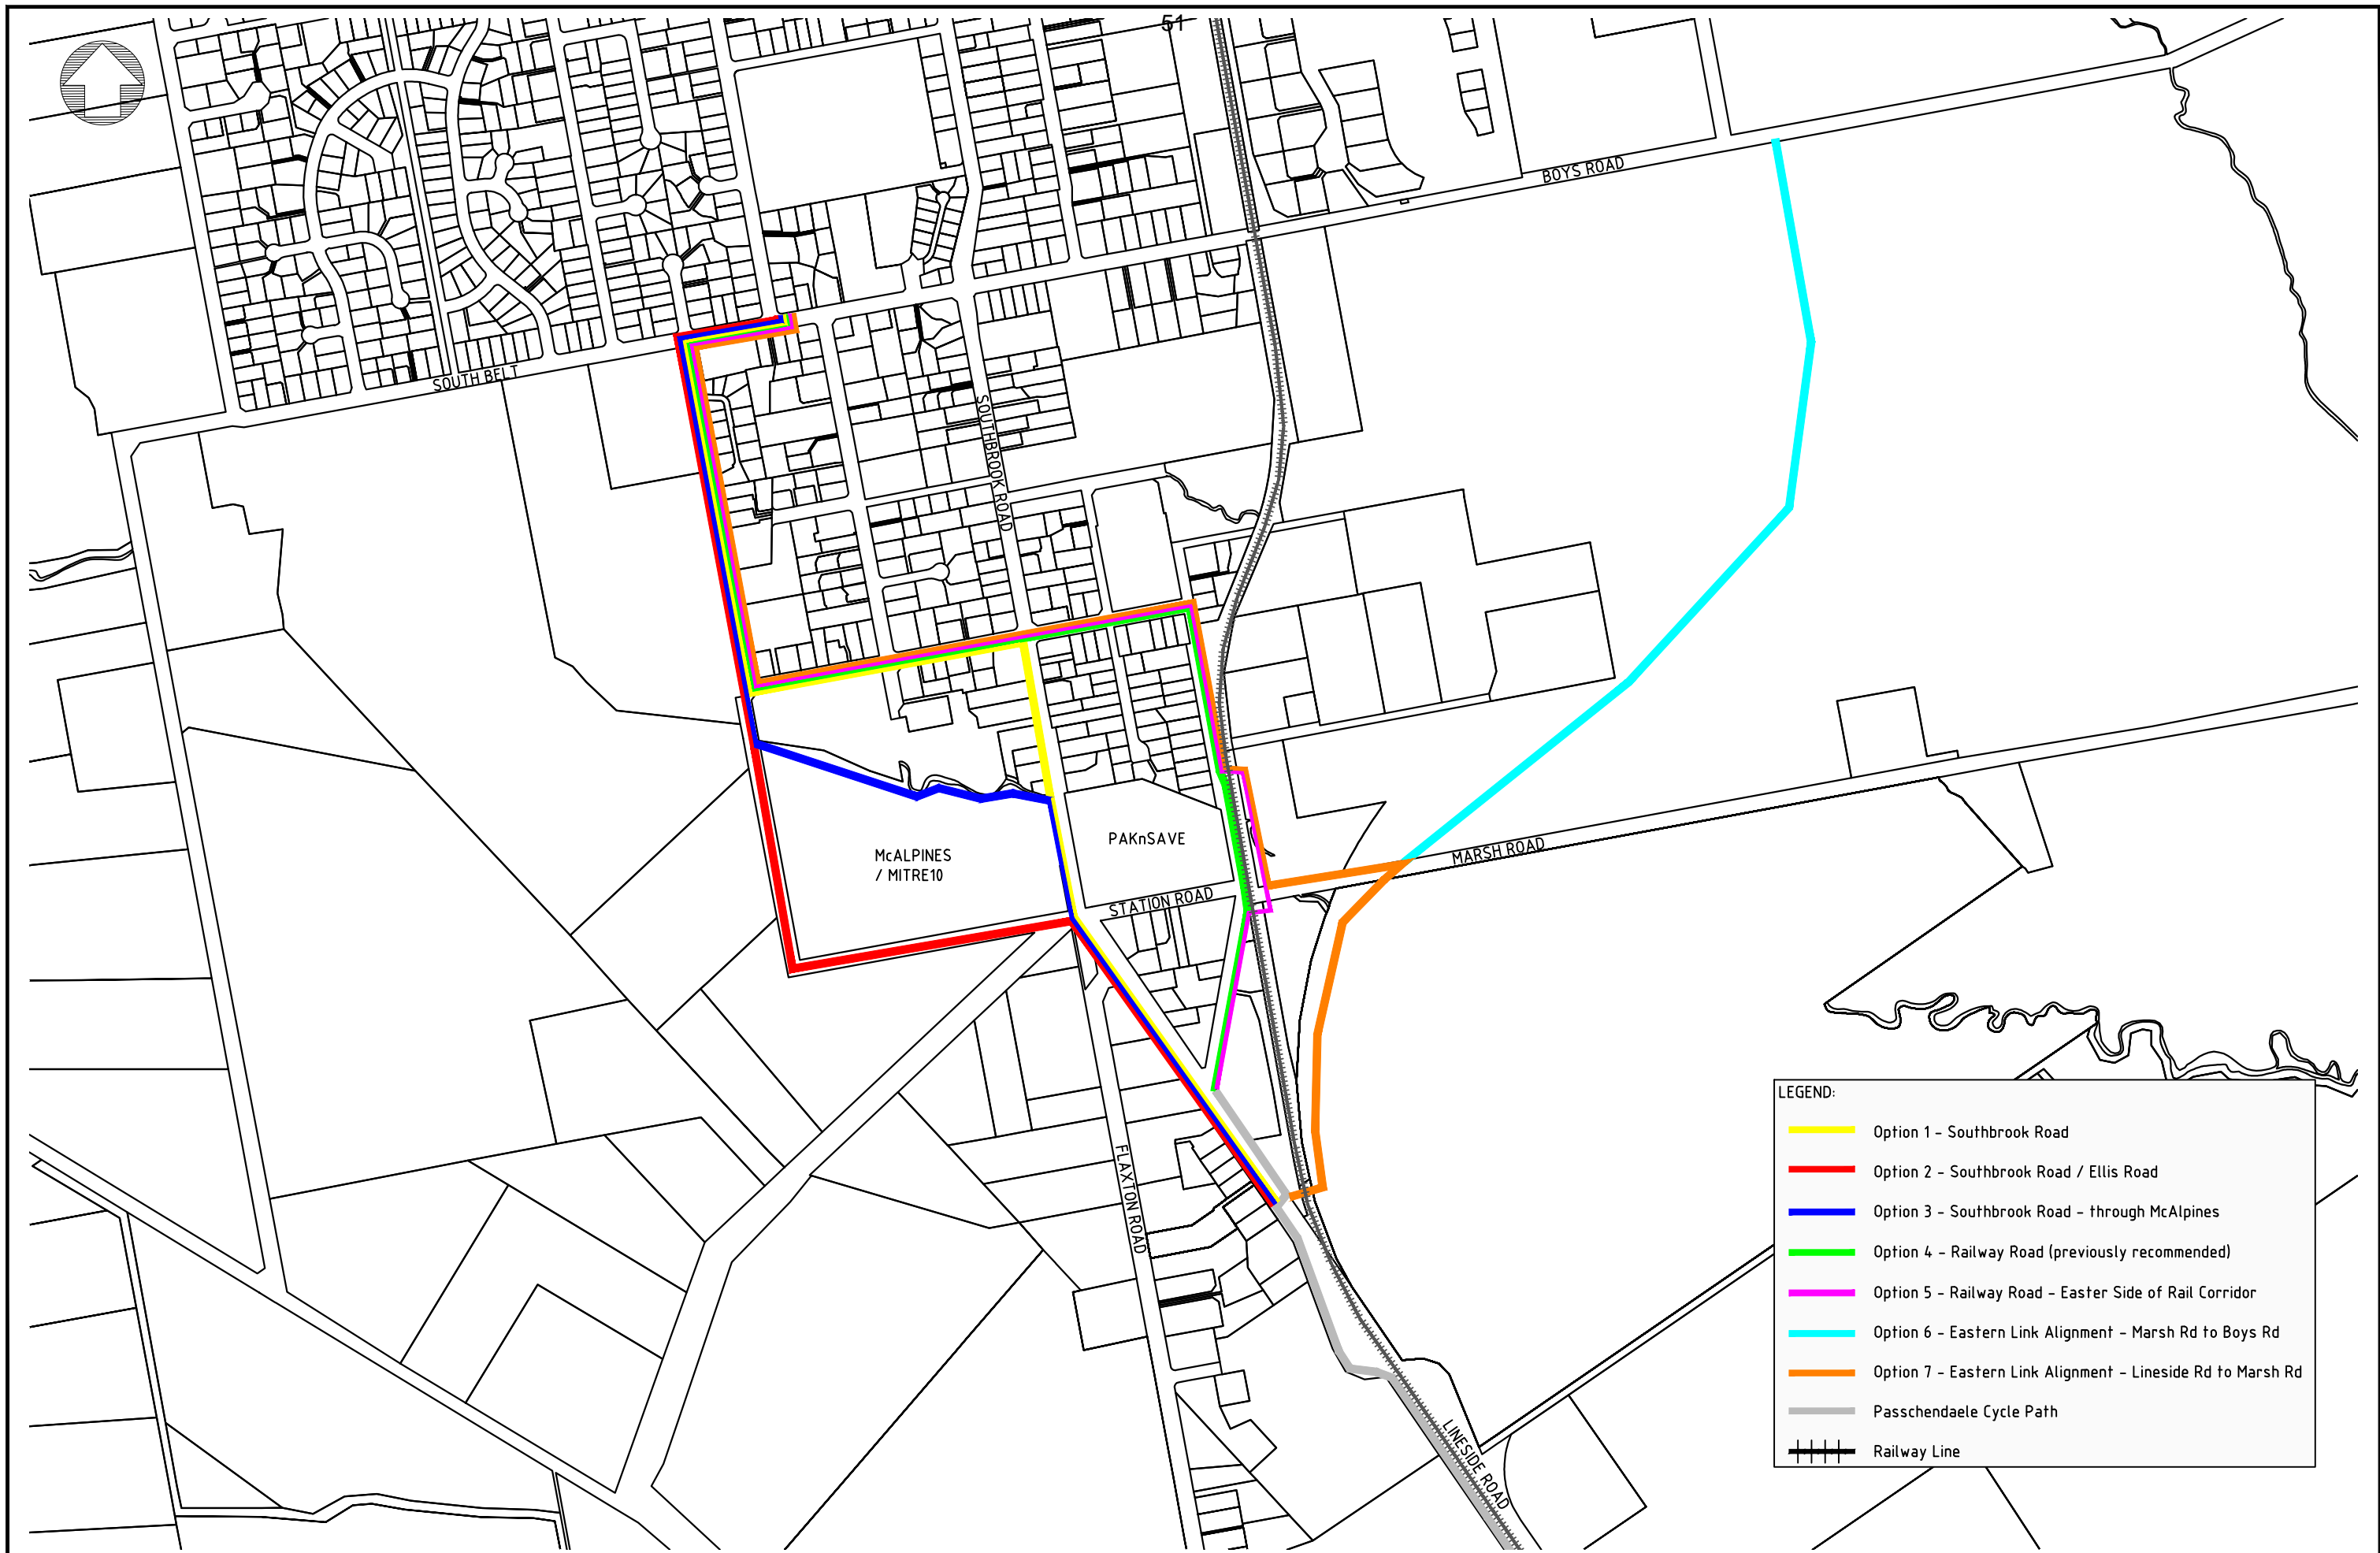 51
BOYS ROAD
SOUTH BELT
SOUTHBROOK ROAD
PAKnSAVE
McALPINES
/ MITRE10
MARSH ROAD
STATION ROAD
FLAXTON ROAD
LINESIDE ROAD
LEGEND:
Option 1 - Southbrook Road
Option 2 - Southbrook Road / Ellis Road
Option 3 - Southbrook Road - through McAlpines
Option 4 - Railway Road (previously recommended)
Option 5 - Railway Road - Easter Side of Rail Corridor
Option 6 - Eastern Link Alignment - Marsh Rd to Boys Rd
Option 7 - Eastern Link Alignment - Lineside Rd to Marsh Rd
Passchendaele Cycle Path
Railway Line